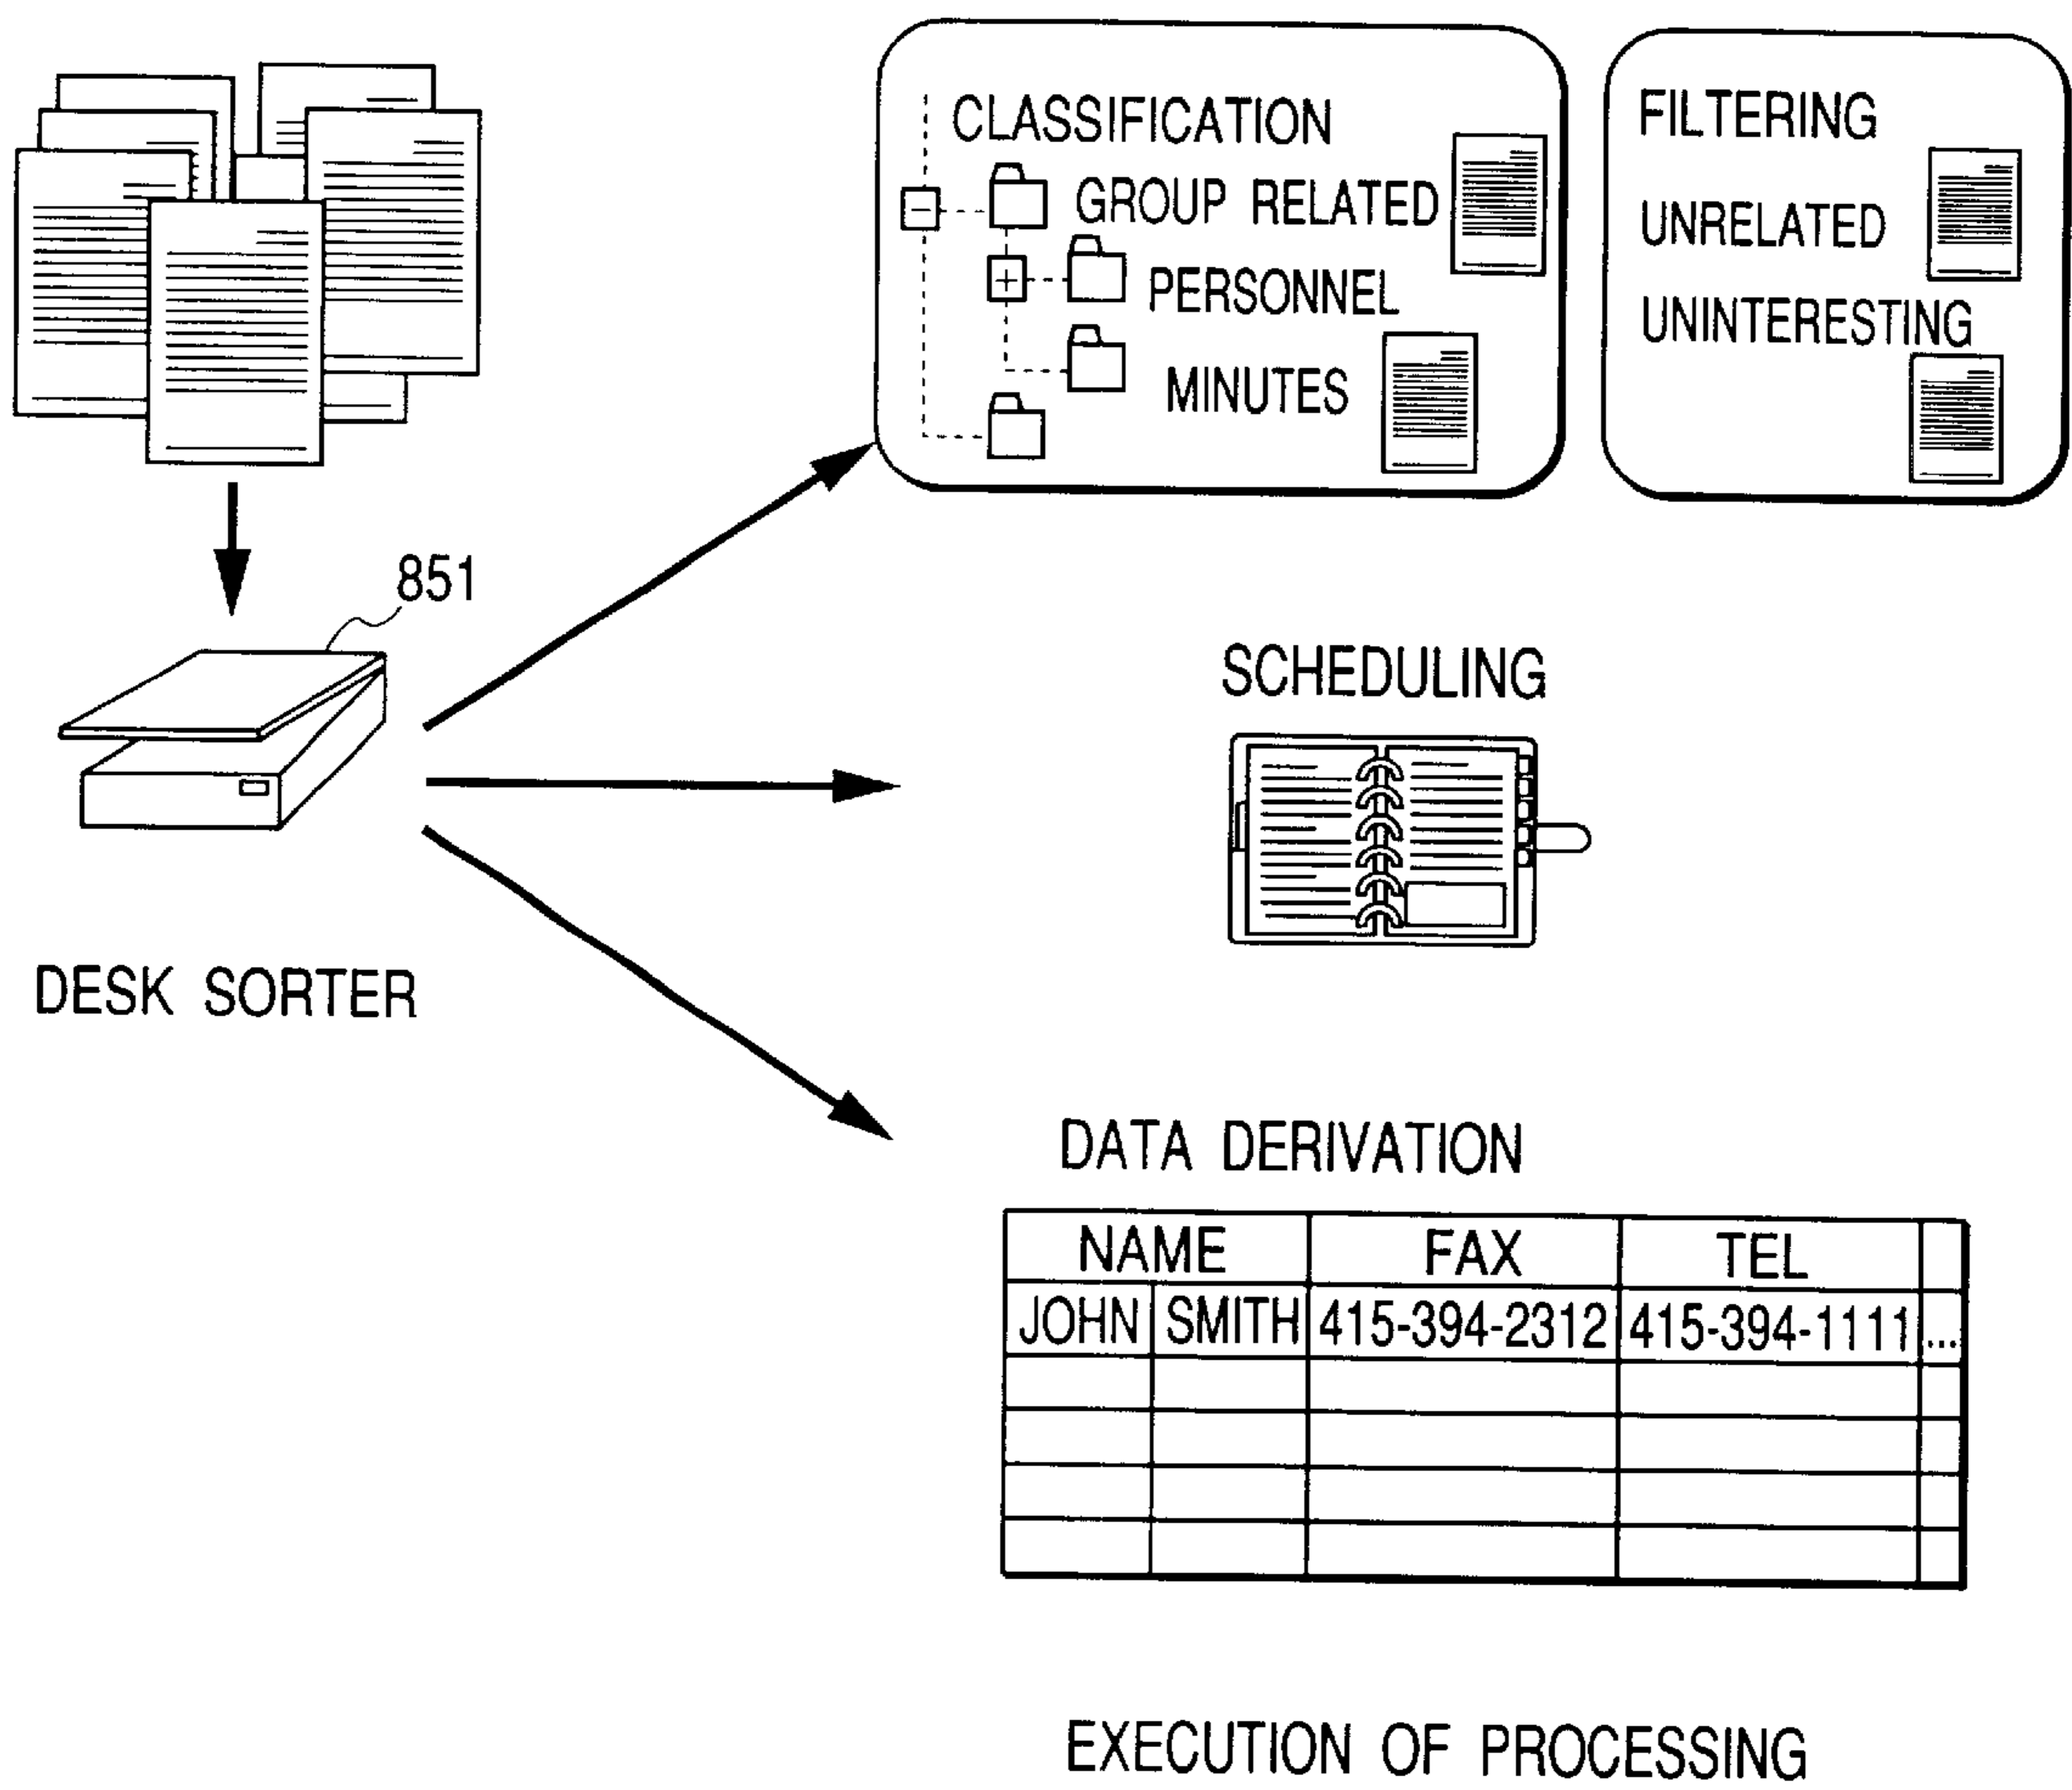 CLASSIFICATION
GROUP RELATED
PERSONNEL
MINUTES
FILTERING
UNRELATED
UNINTERESTING
851
DESK SORTER
SCHEDULING
DATA DERIVATION
NAME FAX TEL
JOHN SMITH 415-394-2312 415-394-1111 ...
EXECUTION OF PROCESSING